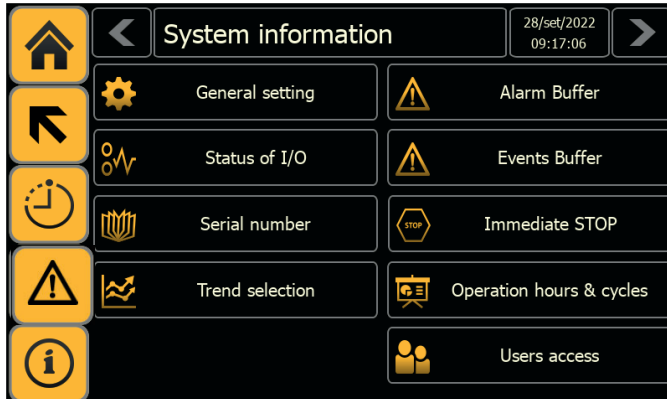 System information
28/set/2022
09:17:06
General setting
Alarm Buffer
Status of I/O
Events Buffer
Serial number
STOP
Immediate STOP
Trend selection
Operation hours & cycles
Users access